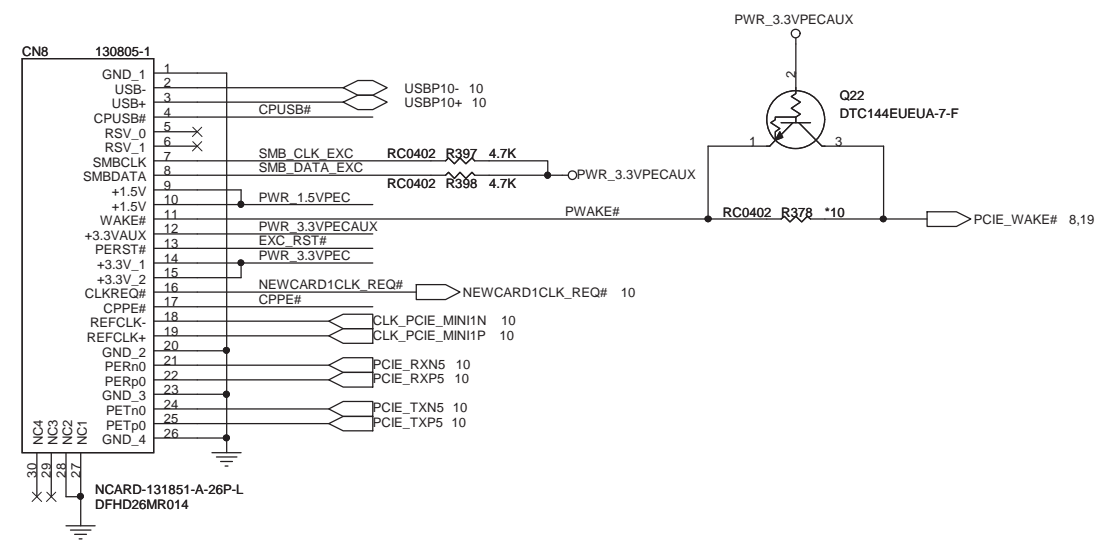 PWR_3.3VPECAUX
CN8 130805-1
2
Q22
DTC144EUEUA-7-F
1 3
GND_1 1
USB- 2 USBP10- 10
USB+ 3 USBP10+ 10
CPUSB# 4 CPUSB#
RSV_0 5
RSV_1 6
SMBCLK 7 SMB_CLK_EXC RC0402 R397 4.7K
SMBDATA 8 SMB_DATA_EXC RC0402 R398 4.7K PWR_3.3VPECAUX
+1.5V 9
+1.5V 10 PWR_1.5VPEC
WAKE# 11 PWAKE# RC0402 R378 *10 PCIE_WAKE# 8,19
+3.3VAUX 12 PWR_3.3VPECAUX
PERST# 13 EXC_RST#
+3.3V_1 14 PWR_3.3VPEC
+3.3V_2 15
CLKREQ# 16 NEWCARD1CLK_REQ# NEWCARD1CLK_REQ# 10
CPPE# 17 CPPE#
REFCLK- 18 CLK_PCIE_MINI1N 10
REFCLK+ 19 CLK_PCIE_MINI1P 10
GND_2 20
PERn0 21 PCIE_RXN5 10
PERp0 22 PCIE_RXP5 10
GND_3 23
PETn0 24 PCIE_TXN5 10
PETp0 25 PCIE_TXP5 10
GND_4 26
NC4 NC3 NC2 NC1
30 29 28 27
NCARD-131851-A-26P-L
DFHD26MR014